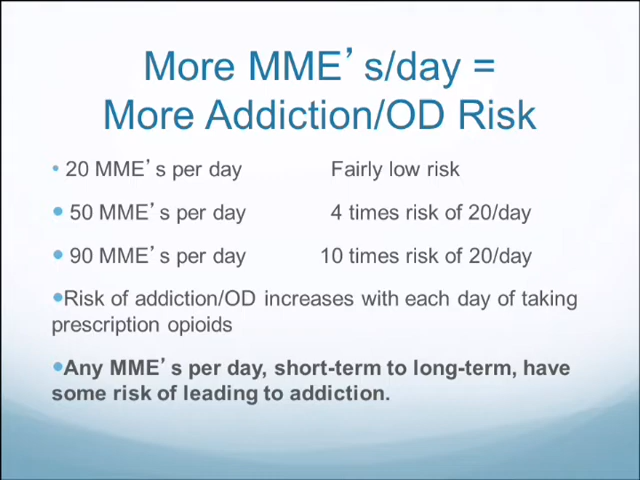 More MME’s/day =
More Addiction/OD Risk
• 20 MME’s per day Fairly low risk
• 50 MME’s per day 4 times risk of 20/day
• 90 MME’s per day 10 times risk of 20/day
•Risk of addiction/OD increases with each day of taking
prescription opioids
•Any MME’s per day, short-term to long-term, have
some risk of leading to addiction.